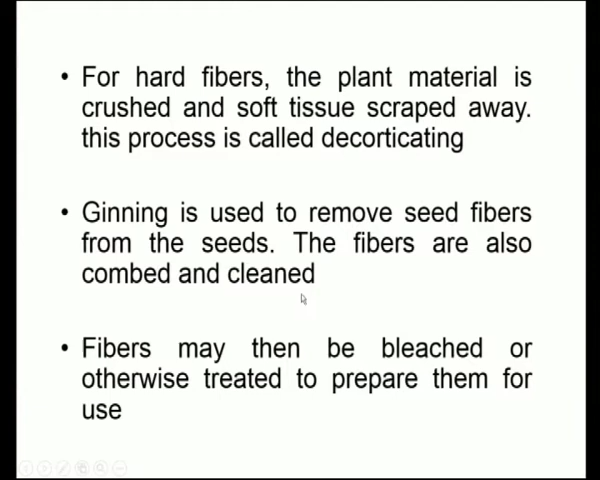 • For hard fibers, the plant material is
crushed and soft tissue scraped away.
this process is called decorticating
• Ginning is used to remove seed fibers
from the seeds. The fibers are also
combed and cleaned
• Fibers may then be bleached or
otherwise treated to prepare them for
use